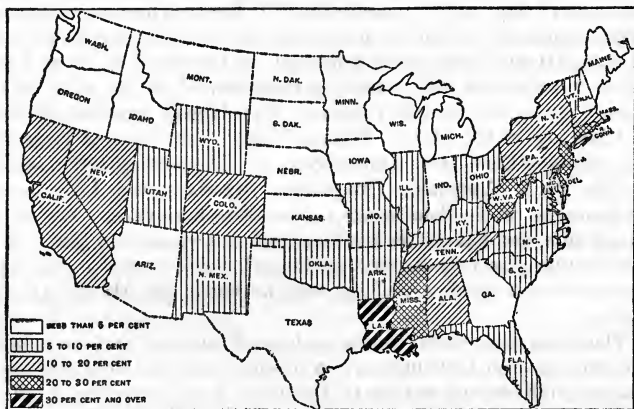 WASH.
MAINE
MONT.
N. DAK.
MINN.
OREGON
IDAHO
S. DAK.
WIS.
MICH.
VT.
N.H.
N.Y.
MASS.
CONN.
WYO.
NEBR.
IOWA
PA.
NEV.
UTAH
COLO.
ILL.
IND.
OHIO
N.J.
DEL.
MD.
W.VA.
CALIF.
KANSAS
MO.
KY.
VA.
ARIZ.
N. MEX.
OKLA.
ARK.
TENN.
N.C.
S.C.
TEXAS
LA.
MISS.
ALA.
GA.
FLA.
LESS THAN 5 PER CENT
5 TO 10 PER CENT
10 TO 20 PER CENT
20 TO 30 PER CENT
30 PER CENT AND OVER